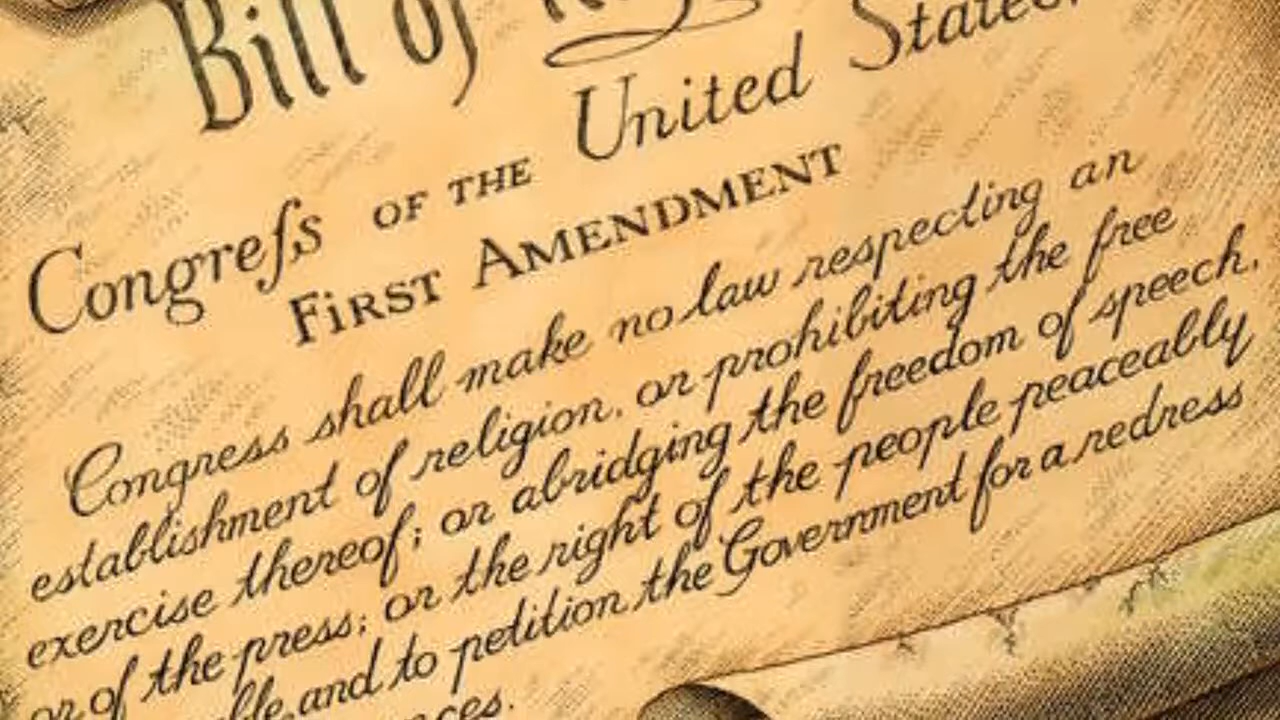 Bill of
Congreſs OF THE United States
FIRST AMENDMENT
Congress shall make no law respecting an
establishment of religion, or prohibiting the free
exercise thereof; or abridging the freedom of speech,
or of the press; or the right of the people peaceably
and to petition the Government for a redress